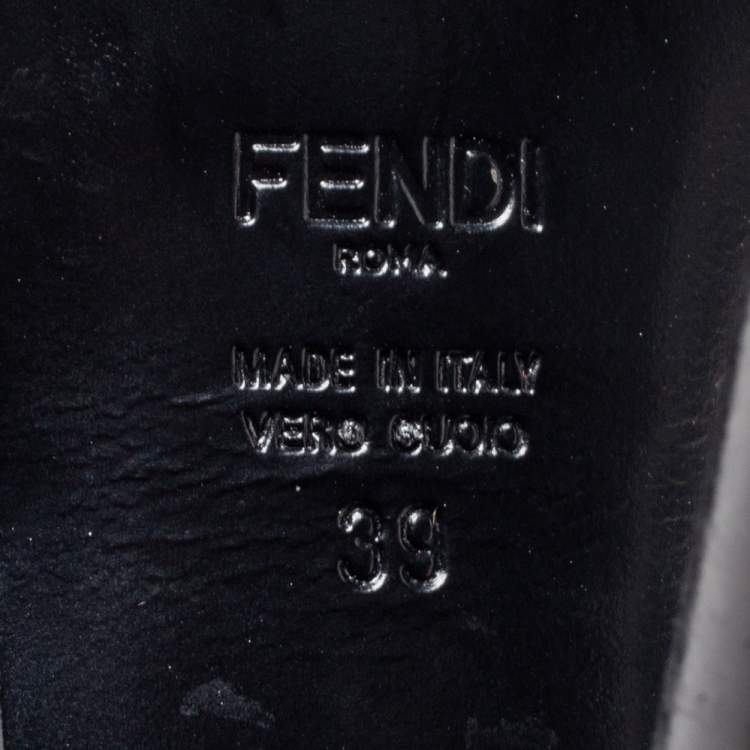 FENDI
ROMA
MADE IN ITALY
VERO CUOIO
39